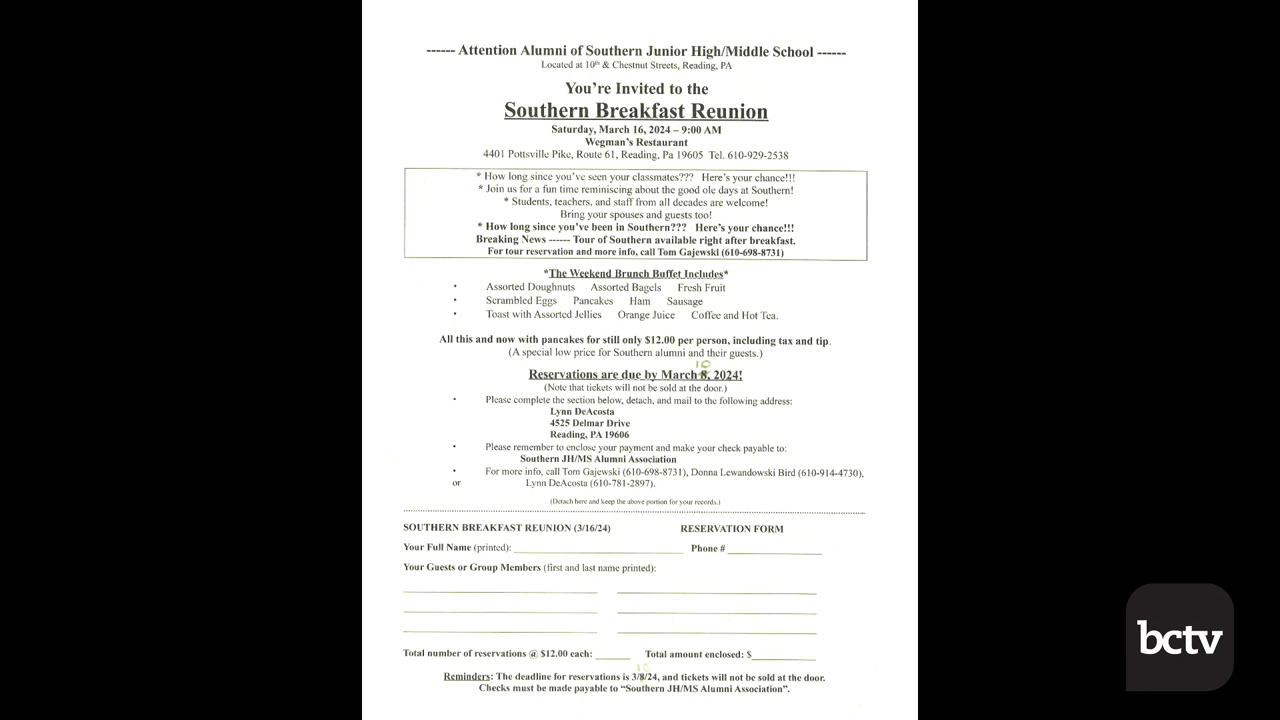 ------ Attention Alumni of Southern Junior High/Middle School ------
Located at 10th & Chestnut Streets, Reading, PA
You're Invited to the
Southern Breakfast Reunion
Saturday, March 16, 2024 – 9:00 AM
Wegman's Restaurant
4401 Pottsville Pike, Route 61, Reading, Pa 19605 Tel. 610-929-2538
* How long since you've seen your classmates??? Here's your chance!!!
* Join us for a fun time reminiscing about the good ole days at Southern!
* Students, teachers, and staff from all decades are welcome!
Bring your spouses and guests too!
* How long since you've been in Southern??? Here's your chance!!!
Breaking News ------ Tour of Southern available right after breakfast.
For tour reservation and more info, call Tom Gajewski (610-698-8731)
*The Weekend Brunch Buffet Includes*
• Assorted Doughnuts Assorted Bagels Fresh Fruit
• Scrambled Eggs Pancakes Ham Sausage
• Toast with Assorted Jellies Orange Juice Coffee and Hot Tea.
All this and now with pancakes for still only $12.00 per person, including tax and tip.
(A special low price for Southern alumni and their guests.)
10
Reservations are due by March 8, 2024!
(Note that tickets will not be sold at the door.)
• Please complete the section below, detach, and mail to the following address:
Lynn DeAcosta
4525 Delmar Drive
Reading, PA 19606
• Please remember to enclose your payment and make your check payable to:
Southern JH/MS Alumni Association
• For more info, call Tom Gajewski (610-698-8731), Donna Lewandowski Bird (610-914-4730),
or Lynn DeAcosta (610-781-2897).
(Detach here and keep the above portion for your records.)
SOUTHERN BREAKFAST REUNION (3/16/24) RESERVATION FORM
Your Full Name (printed): Phone #
Your Guests or Group Members (first and last name printed):
Total number of reservations @ $12.00 each: Total amount enclosed: $
10
Reminders: The deadline for reservations is 3/8/24, and tickets will not be sold at the door.
Checks must be made payable to "Southern JH/MS Alumni Association".
bctv